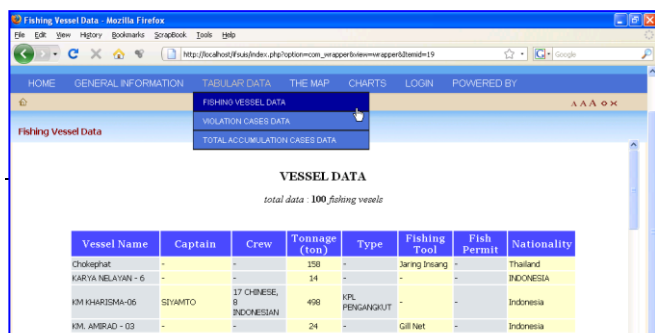 Fishing Vessel Data - Mozilla Firefox
File Edit View History Bookmarks ScrapBook Tools Help
http://localhost/ifsuis/index.php?option=com_wrapper&view=wrapper&Itemid=19
Google
HOME GENERAL INFORMATION TABULAR DATA THE MAP CHARTS LOGIN POWERED BY
FISHING VESSEL DATA
A A A
VIOLATION CASES DATA
Fishing Vessel Data
TOTAL ACCUMULATION CASES DATA
VESSEL DATA
total data : 100 fishing vesels
Vessel Name Captain Crew Tonnage (ton) Type Fishing Tool Fish Permit Nationality
Chokephat - - 158 - Jaring Insang - Thailand
KARYA NELAYAN - 6 - - 14 - - - INDONESIA
KM KHARISMA-06 SIYAMTO 17 CHINESE, 8 INDONESIAN 498 KPL PENGANGKUT - - Indonesia
KM. AMIRAD - 03 - - 24 - Gill Net - Indonesia